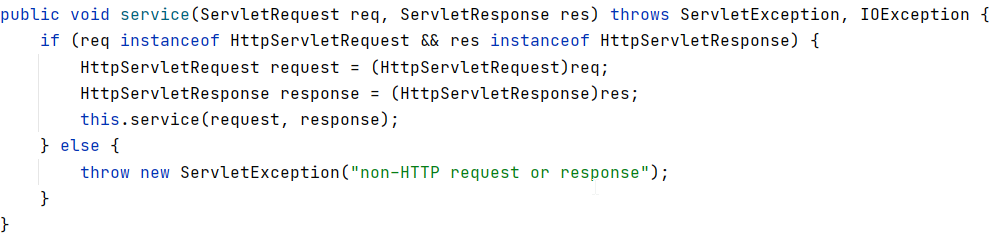 public void service(ServletRequest req, ServletResponse res) throws ServletException, IOException {
    if (req instanceof HttpServletRequest && res instanceof HttpServletResponse) {
        HttpServletRequest request = (HttpServletRequest)req;
        HttpServletResponse response = (HttpServletResponse)res;
        this.service(request, response);
    } else {
        throw new ServletException("non-HTTP request or response");
    }
}